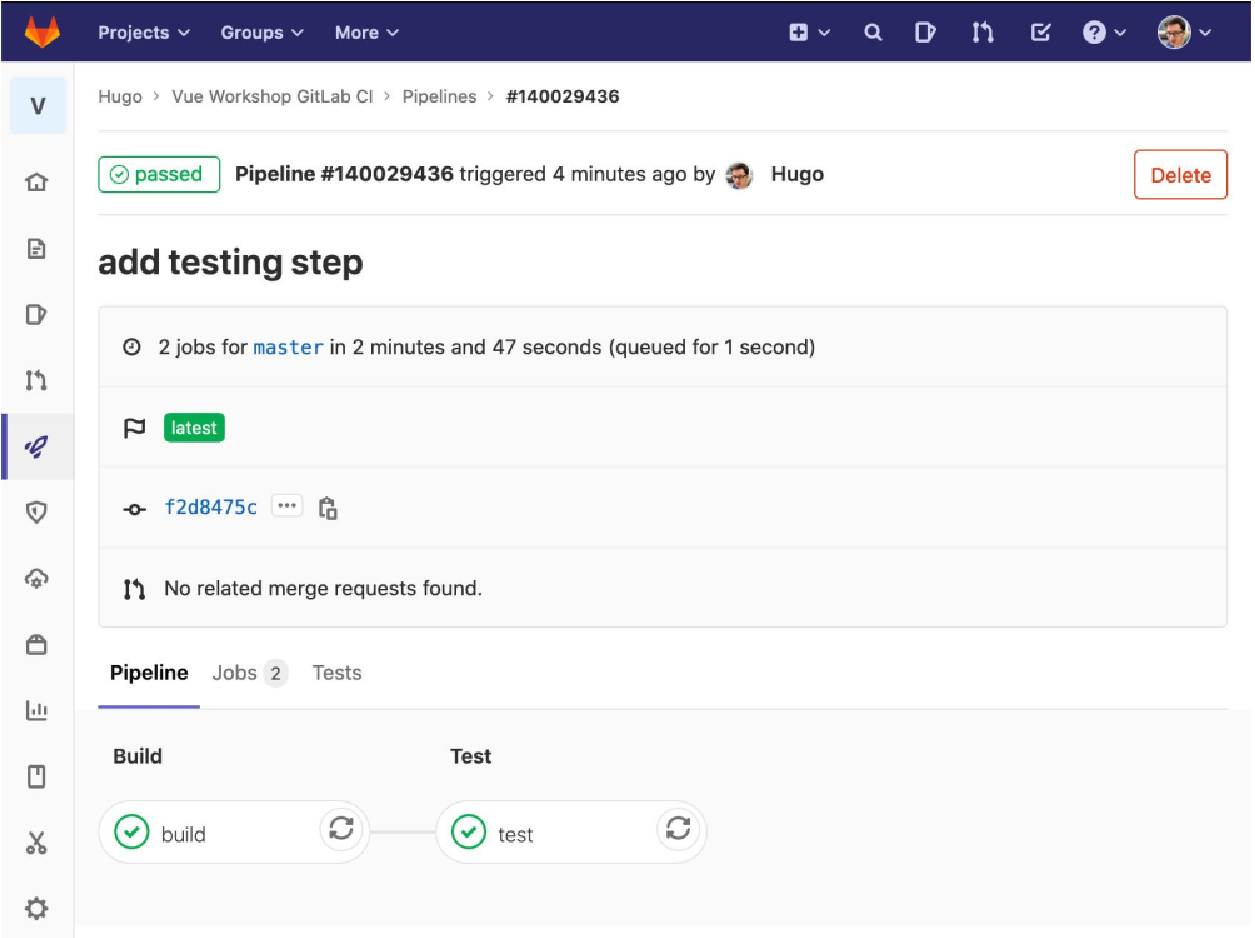 Projects Groups More
V
Hugo > Vue Workshop GitLab CI > Pipelines > #140029436
passed Pipeline #140029436 triggered 4 minutes ago by Hugo
Delete
add testing step
2 jobs for master in 2 minutes and 47 seconds (queued for 1 second)
latest
f2d8475c
No related merge requests found.
Pipeline Jobs 2 Tests
Build Test
build test